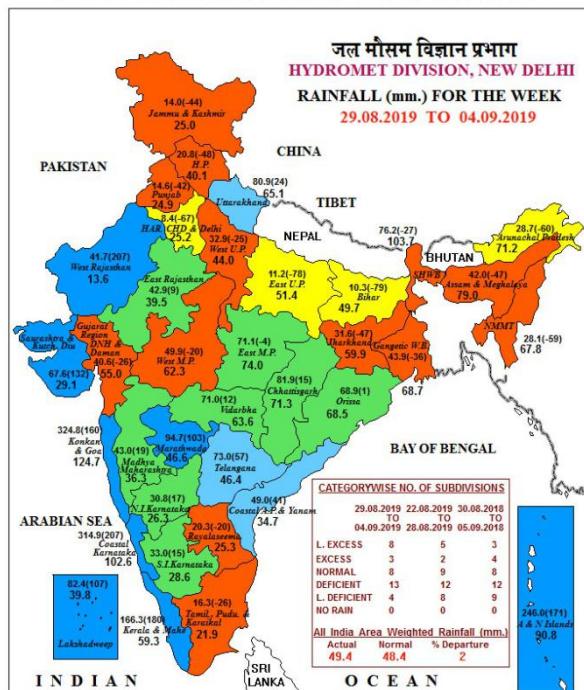 जल मौसम विज्ञान प्रभाग
HYDROMET DIVISION, NEW DELHI
RAINFALL (mm.) FOR THE WEEK
29.08.2019 TO 04.09.2019
14.0(-44)
Jammu & Kashmir
25.0
CHINA
PAKISTAN
20.8(-48)
H.P.
40.1
14.6(-42)
Punjab
24.9
80.9(24)
65.1
Uttarakhand
TIBET
8.4(-67)
HAR. CHD & Delhi
25.2
32.9(-25)
West U.P.
44.0
NEPAL
76.2(-27)
103.7
BHUTAN
28.7(-60)
Arunachal Pradesh
71.2
41.7(207)
West Rajasthan
13.6
East Rajasthan
42.9(9)
39.5
11.2(-78)
East U.P.
51.4
10.3(-79)
Bihar
49.7
SHWB
42.0(-47)
Assam & Meghalaya
79.0
NMMT
28.1(-59)
67.8
Gujarat
Region
DNH &
Daman
40.6(-26)
55.0
Saurashtra &
Kutch, Diu
67.6(132)
29.1
49.9(-20)
West M.P.
62.3
71.1(-4)
East M.P.
74.0
31.6(-47)
Jharkhand
59.9
Gangetic W.B.
43.9(-36)
68.7
81.9(15)
Chhattisgarh
71.3
68.9(1)
Orissa
68.5
71.0(12)
Vidarbha
63.6
324.8(160)
Konkan
& Goa
124.7
43.0(19)
Madhya
Maharashtra
36.3
94.7(103)
Marathwada
46.6
73.0(57)
Telangana
46.4
BAY OF BENGAL
30.8(17)
N.I.Karnataka
26.3
49.0(41)
Coastal A.P. & Yanam
34.7
ARABIAN SEA
314.9(207)
Coastal
Karnataka
102.6
20.3(-20)
Rayalaseema
25.3
33.0(15)
S.I.Karnataka
28.6
82.4(107)
39.8
Lakshadweep
166.3(180)
Kerala & Mahe
59.3
16.3(-26)
Tamil, Pudu. &
Karaikal
21.9
SRI
LANKA
INDIAN OCEAN
CATEGORYWISE NO. OF SUBDIVISIONS
29.08.2019 22.08.2019 30.08.2018
TO TO TO
04.09.2019 28.08.2019 05.09.2018
L. EXCESS 8 5 3
EXCESS 3 2 4
NORMAL 8 9 8
DEFICIENT 13 12 12
L. DEFICIENT 4 8 9
NO RAIN 0 0 0
All India Area Weighted Rainfall (mm.)
Actual Normal % Departure
49.4 48.4 2
246.0(171)
A & N Islands
90.8